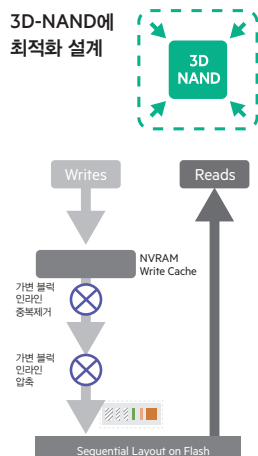 3D-NAND에
최적화 설계
3D
NAND
Writes
Reads
NVRAM
Write Cache
가변 블럭
인라인
중복제거
가변 블럭
인라인
압축
Sequential Layout on Flash